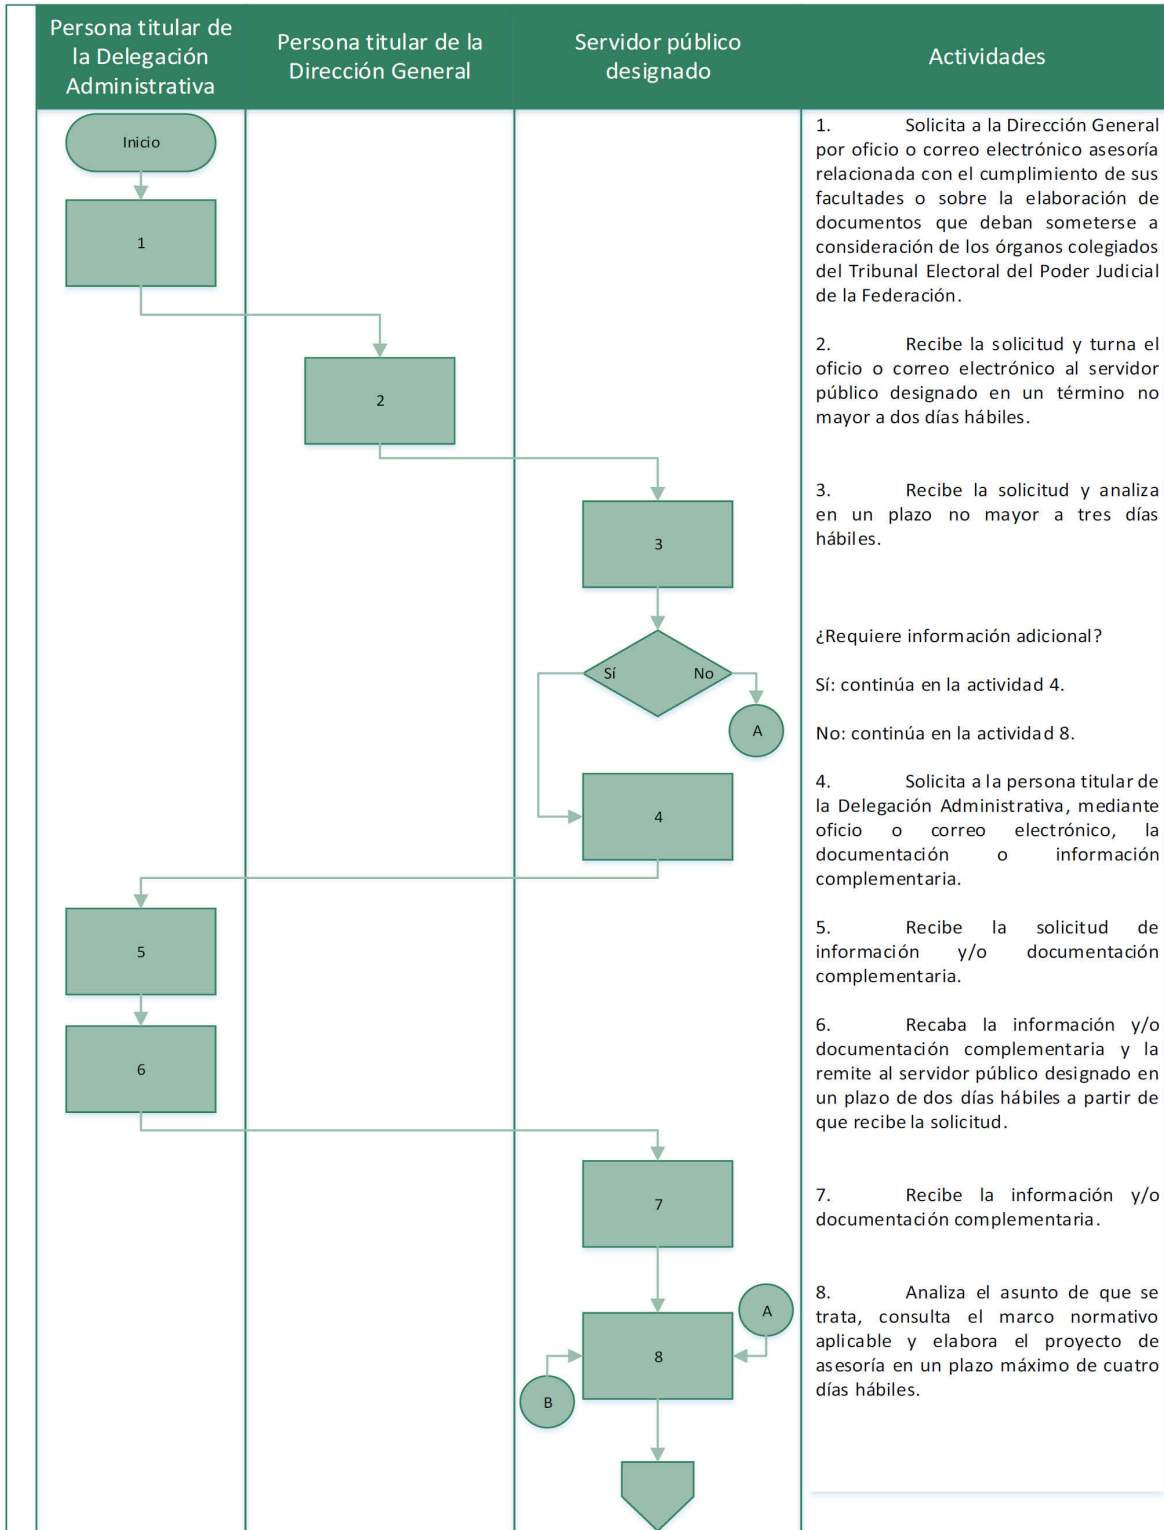 Persona titular de
la Delegación
Administrativa
Persona titular de la
Dirección General
Servidor público
designado
Actividades
Inicio
1
2
3
Sí
No
A
4
5
6
7
A
8
B
1. Solicita a la Dirección General
por oficio o correo electrónico asesoría
relacionada con el cumplimiento de sus
facultades o sobre la elaboración de
documentos que deban someterse a
consideración de los órganos colegiados
del Tribunal Electoral del Poder Judicial
de la Federación.
2. Recibe la solicitud y turna el
oficio o correo electrónico al servidor
público designado en un término no
mayor a dos días hábiles.
3. Recibe la solicitud y analiza
en un plazo no mayor a tres días
hábiles.
¿Requiere información adicional?
Sí: continúa en la actividad 4.
No: continúa en la actividad 8.
4. Solicita a la persona titular de
la Delegación Administrativa, mediante
oficio o correo electrónico, la
documentación o información
complementaria.
5. Recibe la solicitud de
información y/o documentación
complementaria.
6. Recaba la información y/o
documentación complementaria y la
remite al servidor público designado en
un plazo de dos días hábiles a partir de
que recibe la solicitud.
7. Recibe la información y/o
documentación complementaria.
8. Analiza el asunto de que se
trata, consulta el marco normativo
aplicable y elabora el proyecto de
asesoría en un plazo máximo de cuatro
días hábiles.